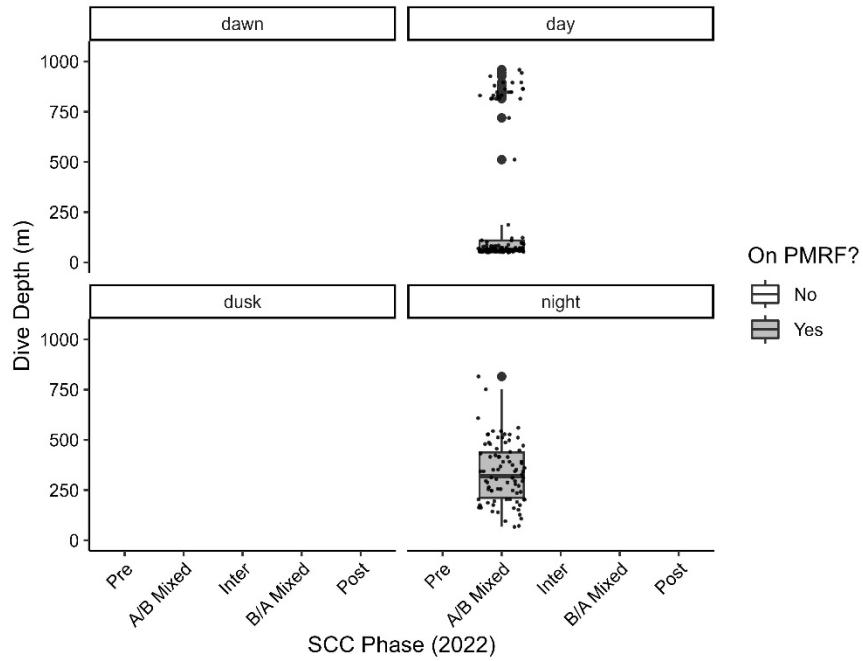 dawn
day
1000
750
500
250
0
dusk
night
1000
750
500
250
0
Dive Depth (m)
Pre
A/B Mixed
Inter
B/A Mixed
Post
Pre
A/B Mixed
Inter
B/A Mixed
Post
SCC Phase (2022)
On PMRF?
No
Yes